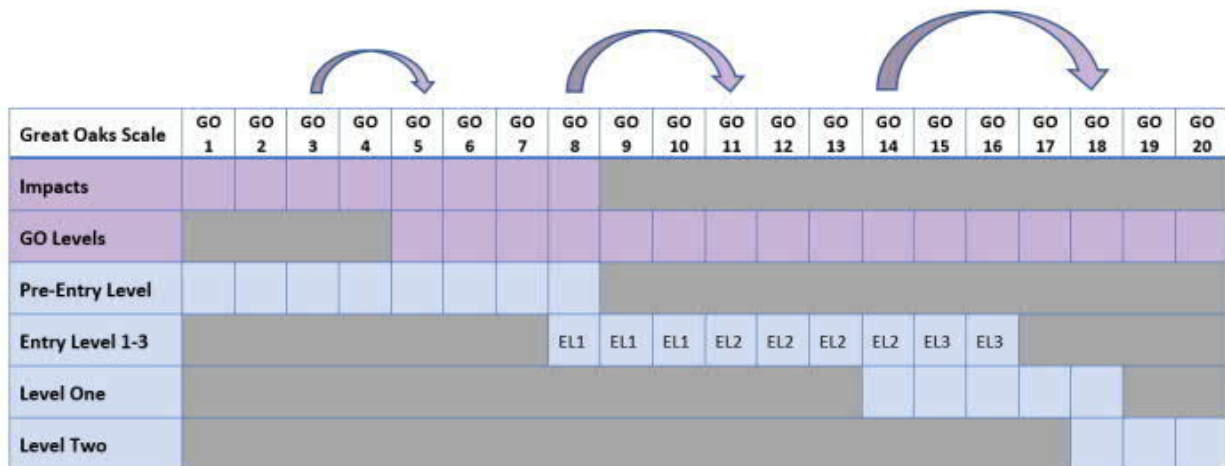 Great Oaks Scale GO 1 GO 2 GO 3 GO 4 GO 5 GO 6 GO 7 GO 8 GO 9 GO 10 GO 11 GO 12 GO 13 GO 14 GO 15 GO 16 GO 17 GO 18 GO 19 GO 20
Impacts
GO Levels
Pre-Entry Level
Entry Level 1-3 EL1 EL1 EL1 EL2 EL2 EL2 EL2 EL3 EL3
Level One
Level Two